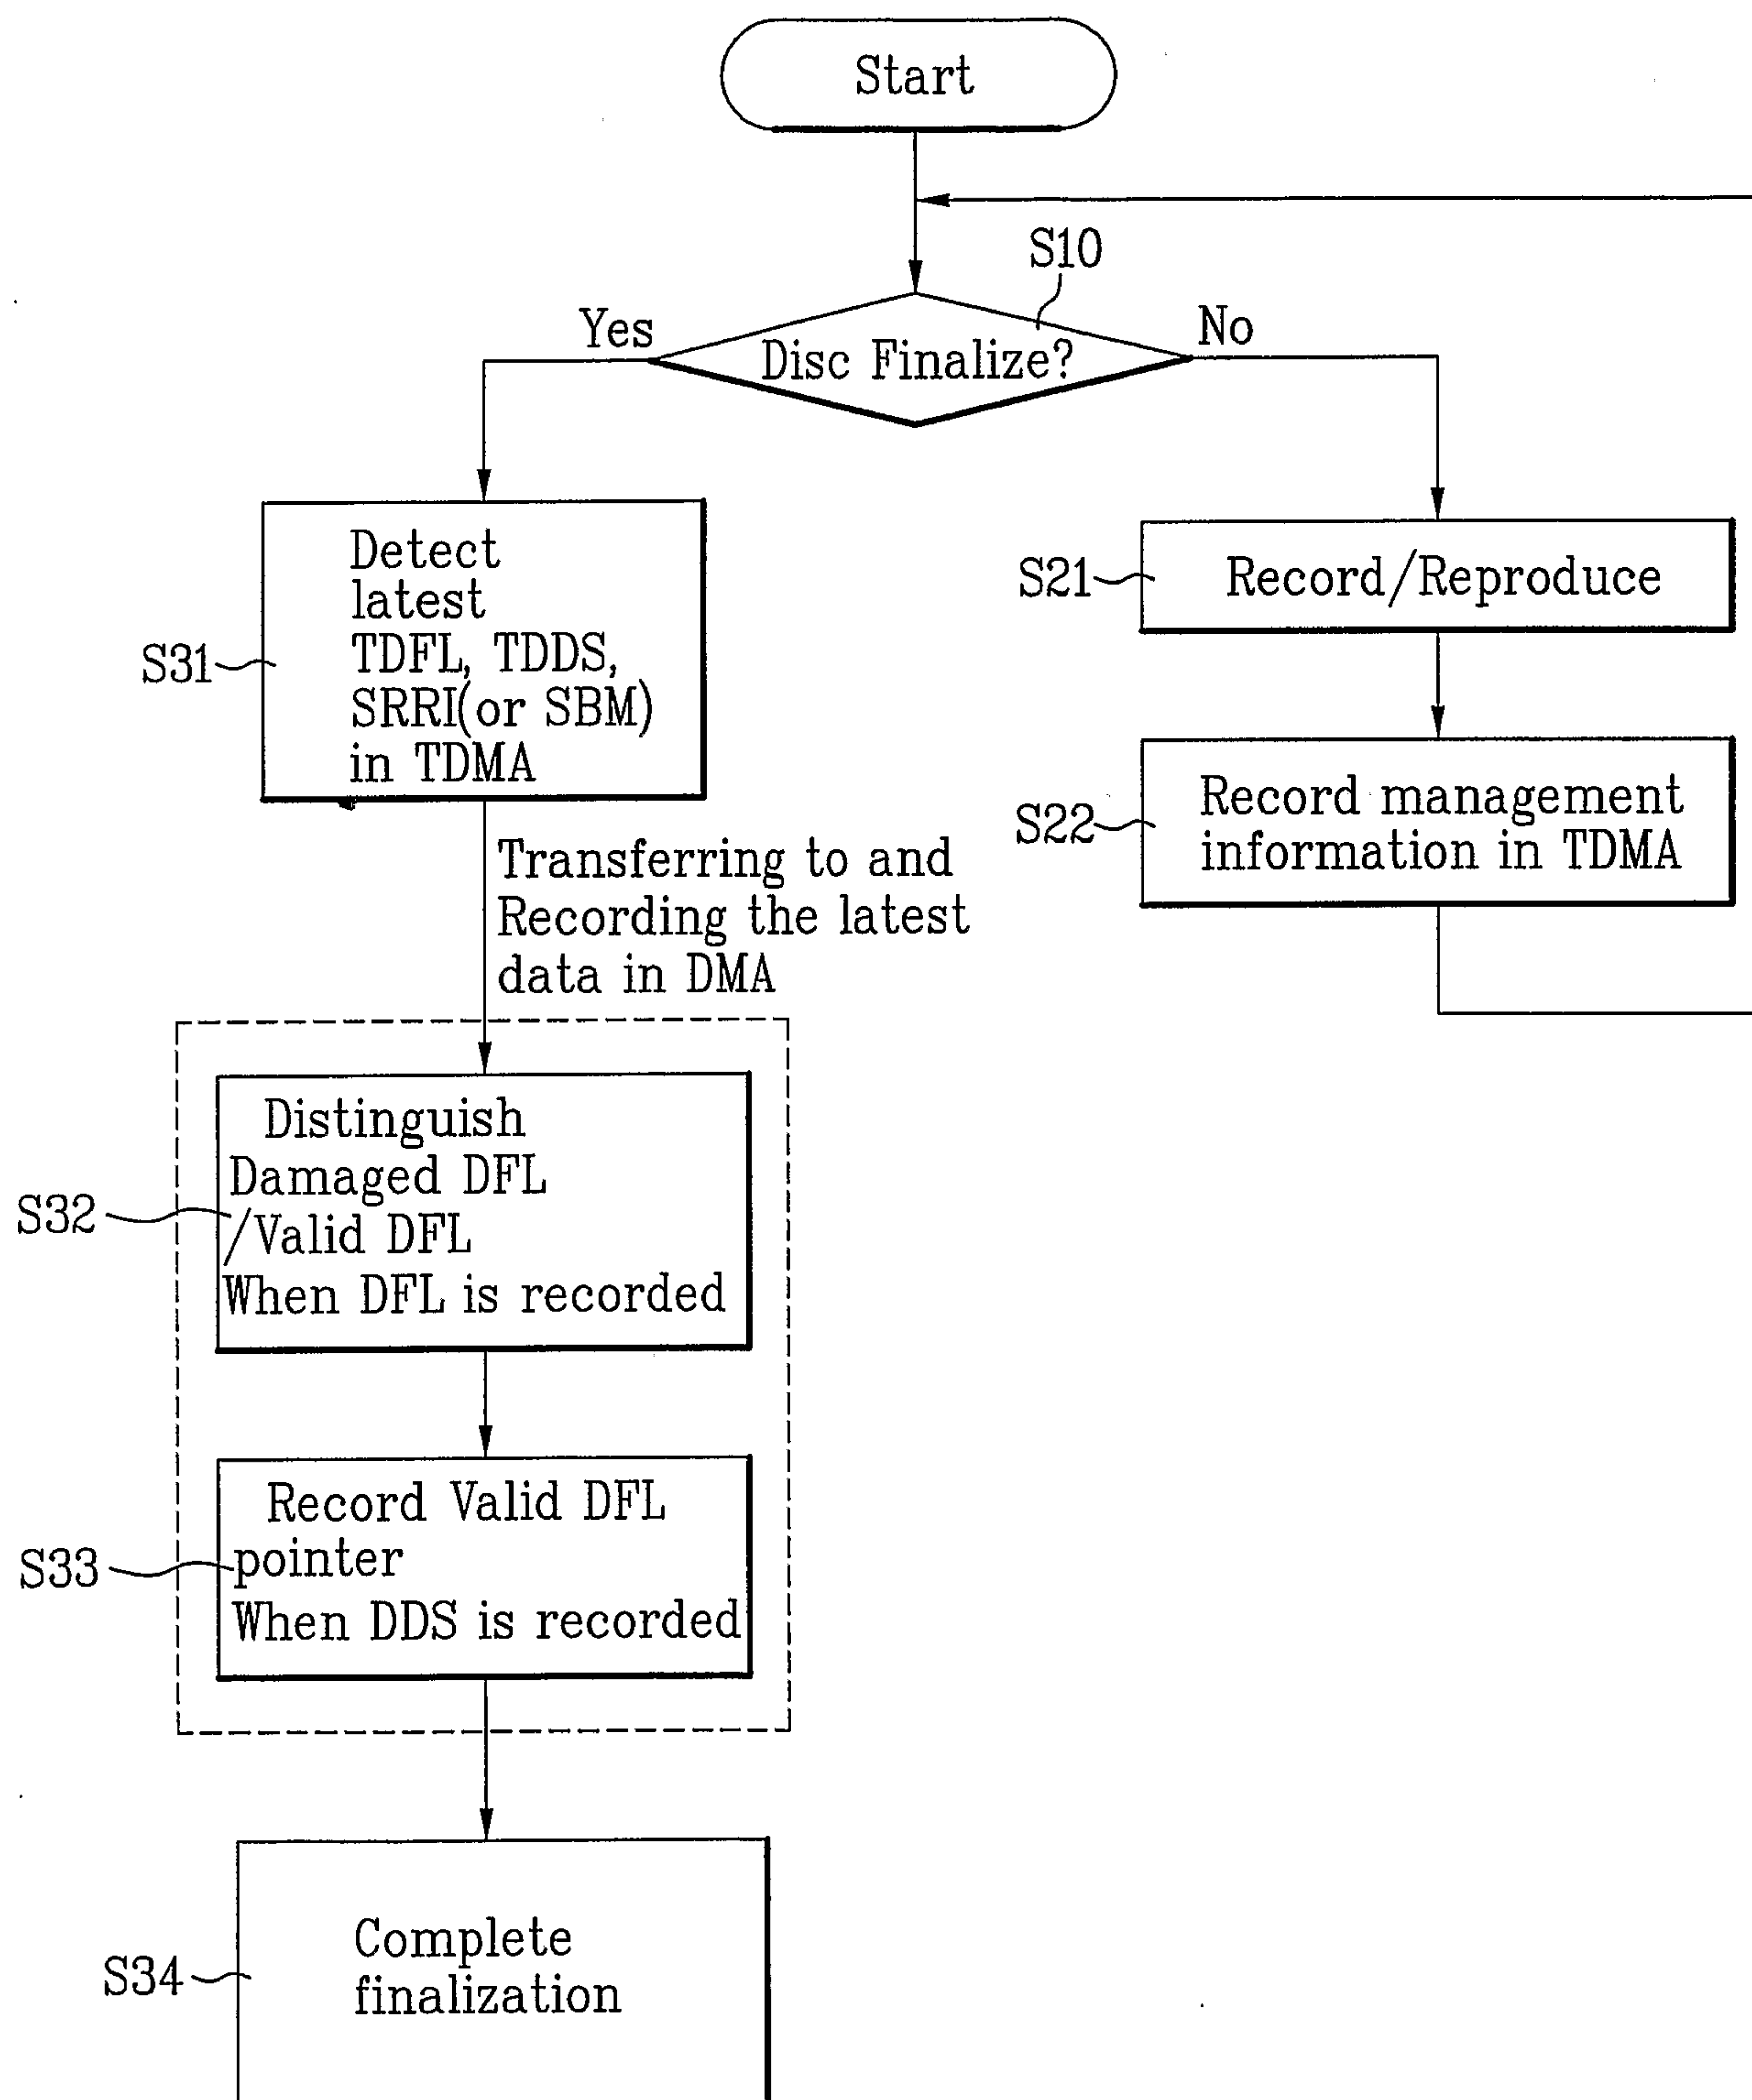 Start
S10
Yes
No
Disc Finalize?
Detect
latest
TDFL, TDDS,
SRRI(or SBM)
in TDMA
S31
S21
Record/Reproduce
S22
Record management
information in TDMA
Transferring to and
Recording the latest
data in DMA
Distinguish
Damaged DFL
/Valid DFL
When DFL is recorded
S32
Record Valid DFL
pointer
When DDS is recorded
S33
Complete
finalization
S34